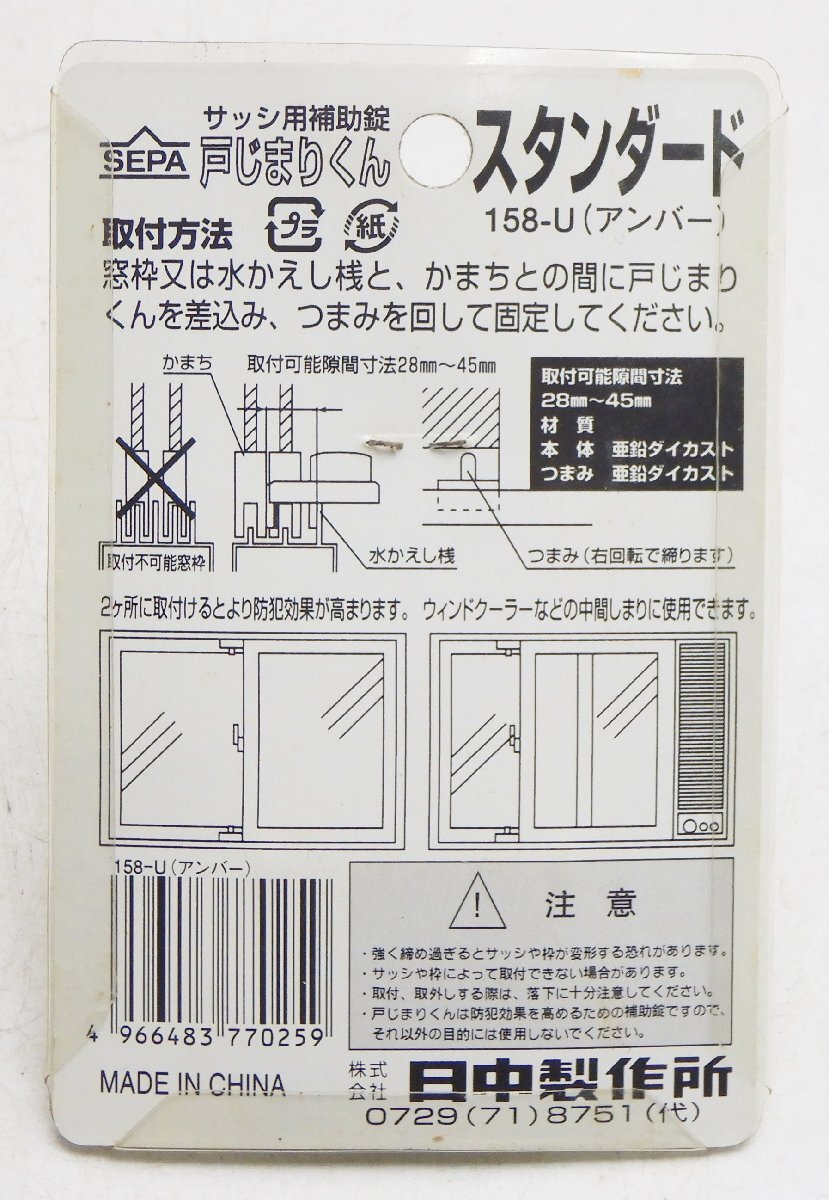 サッシ用補助錠
SEPA 戸じまりくん
スタンダード
158-U(アンバー)
取付方法 プラ 紙
窓枠又は水かえし桟と、かまちとの間に戸じまり
くんを差込み、つまみを回して固定してください。
かまち
取付可能隙間寸法28mm〜45mm
取付不可能窓枠
水かえし桟
つまみ(右回転で締ります)
取付可能隙間寸法
28mm〜45mm
材 質
本 体 亜鉛ダイカスト
つまみ 亜鉛ダイカスト
2ヶ所に取付けるとより防犯効果が高まります。
ウィンドクーラーなどの中間しまりに使用できます。
158-U(アンバー)
4 966483 770259
MADE IN CHINA
注 意
・強く締め過ぎるとサッシや枠が変形する恐れがあります。
・サッシや枠によって取付できない場合があります。
・取付、取外しする際は、落下に十分注意してください。
・戸じまりくんは防犯効果を高めるための補助錠ですので、
それ以外の目的には使用しないでください。
株式会社 日中製作所
0729(71)8751(代)